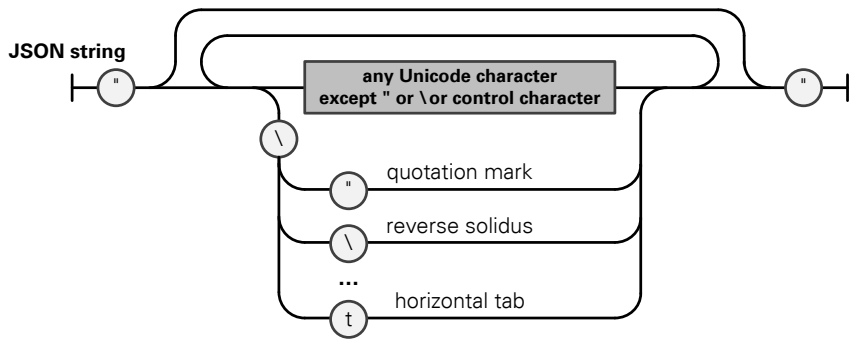 JSON string
"
any Unicode character
except " or \ or control character
"
\
" quotation mark
\ reverse solidus
...
t horizontal tab